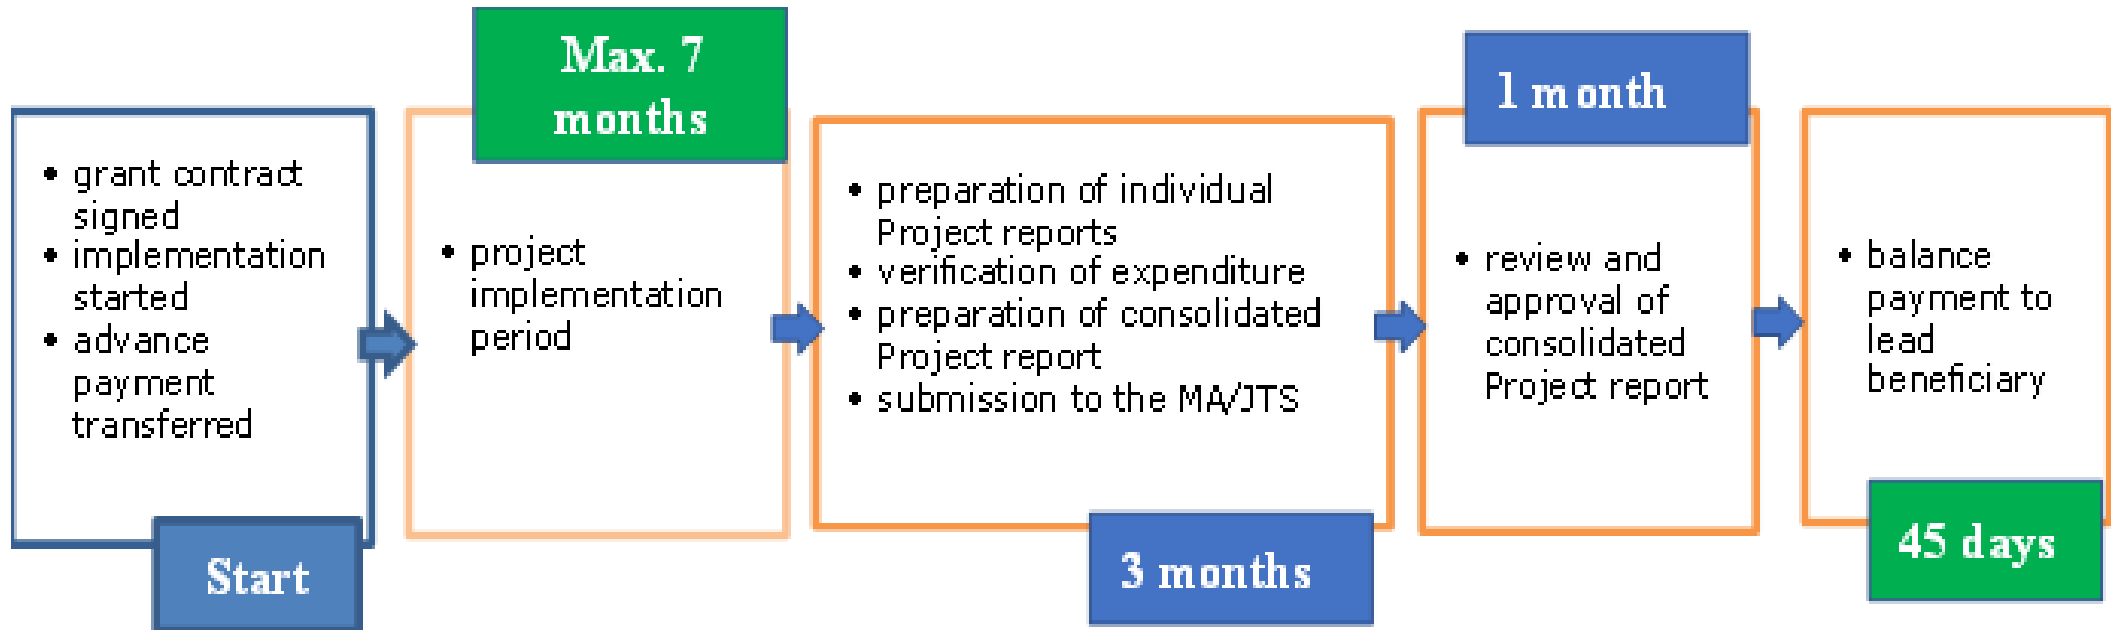 • grant contract
signed
• implementation
started
• advance
payment
transferred
Start
Max. 7
months
• project
implementation
period
• preparation of individual
Project reports
• verification of expenditure
• preparation of consolidated
Project report
• submission to the MA/JTS
3 months
1 month
• review and
approval of
consolidated
Project report
• balance
payment to
lead
beneficiary
45 days